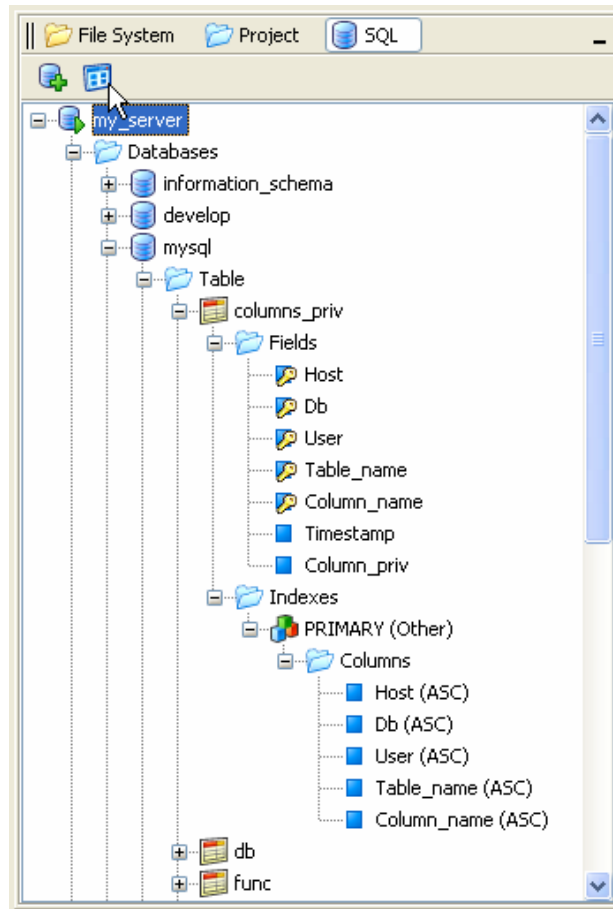 File System Project SQL
my_server
Databases
information_schema
develop
mysql
Table
columns_priv
Fields
Host
Db
User
Table_name
Column_name
Timestamp
Column_priv
Indexes
PRIMARY (Other)
Columns
Host (ASC)
Db (ASC)
User (ASC)
Table_name (ASC)
Column_name (ASC)
db
func